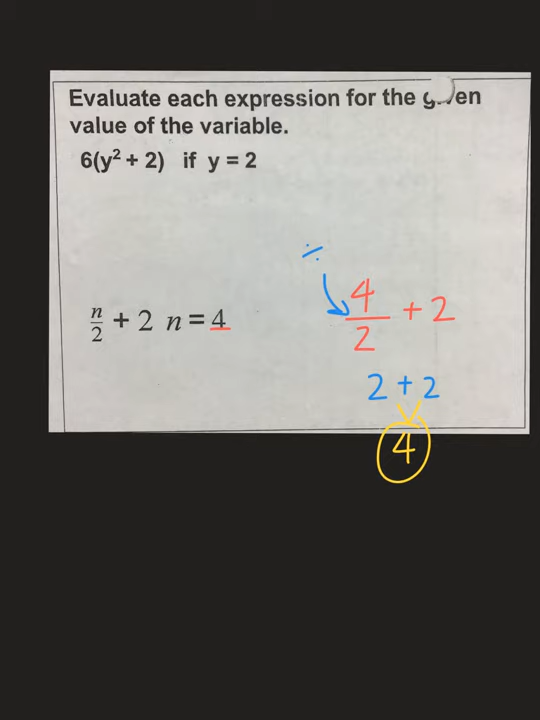 Evaluate each expression for the given
value of the variable.
6(y² + 2) if y = 2
÷
n/2 + 2 n = 4
4/2 + 2
2 + 2
4